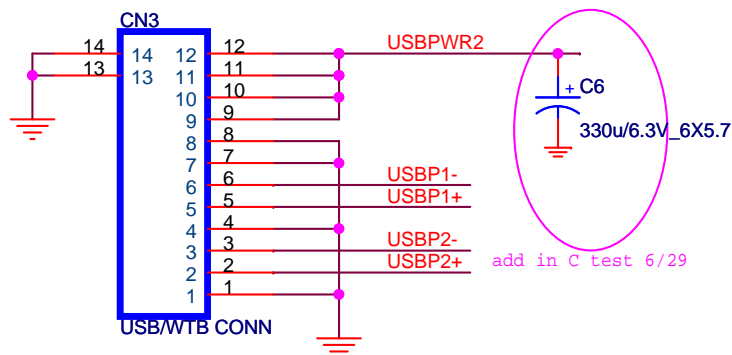 CN3
14 14 12 12 USBPWR2
13 13 11 11
10 10
9 9
8 8
7 7
6 6 USBP1-
5 5 USBP1+
4 4
3 3 USBP2-
2 2 USBP2+
1 1
USB/WTB CONN
+ C6
330u/6.3V_6X5.7
add in C test 6/29